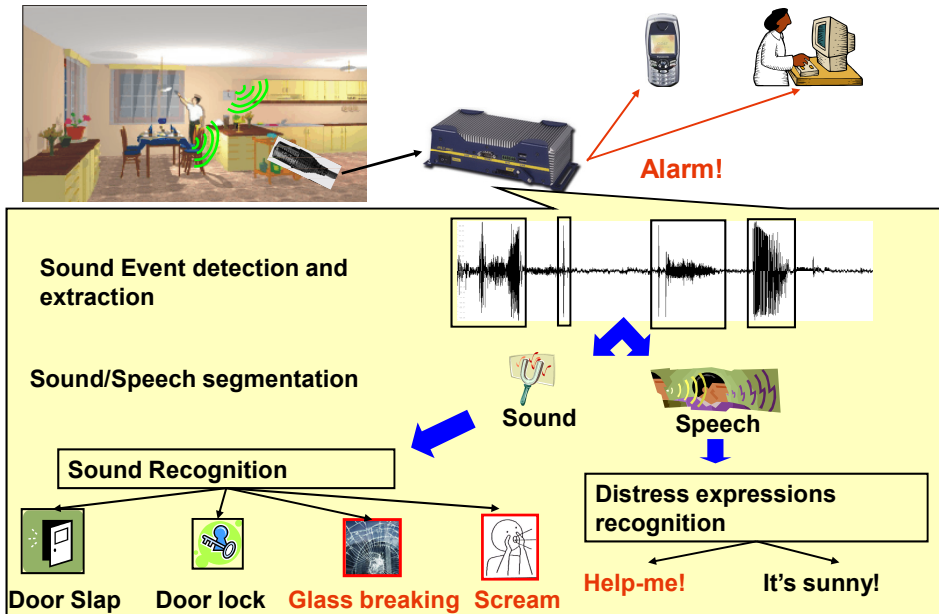 Alarm!
Sound Event detection and
extraction
Sound/Speech segmentation
Sound
Speech
Sound Recognition
Distress expressions
recognition
Door Slap
Door lock
Glass breaking
Scream
Help-me!
It's sunny!